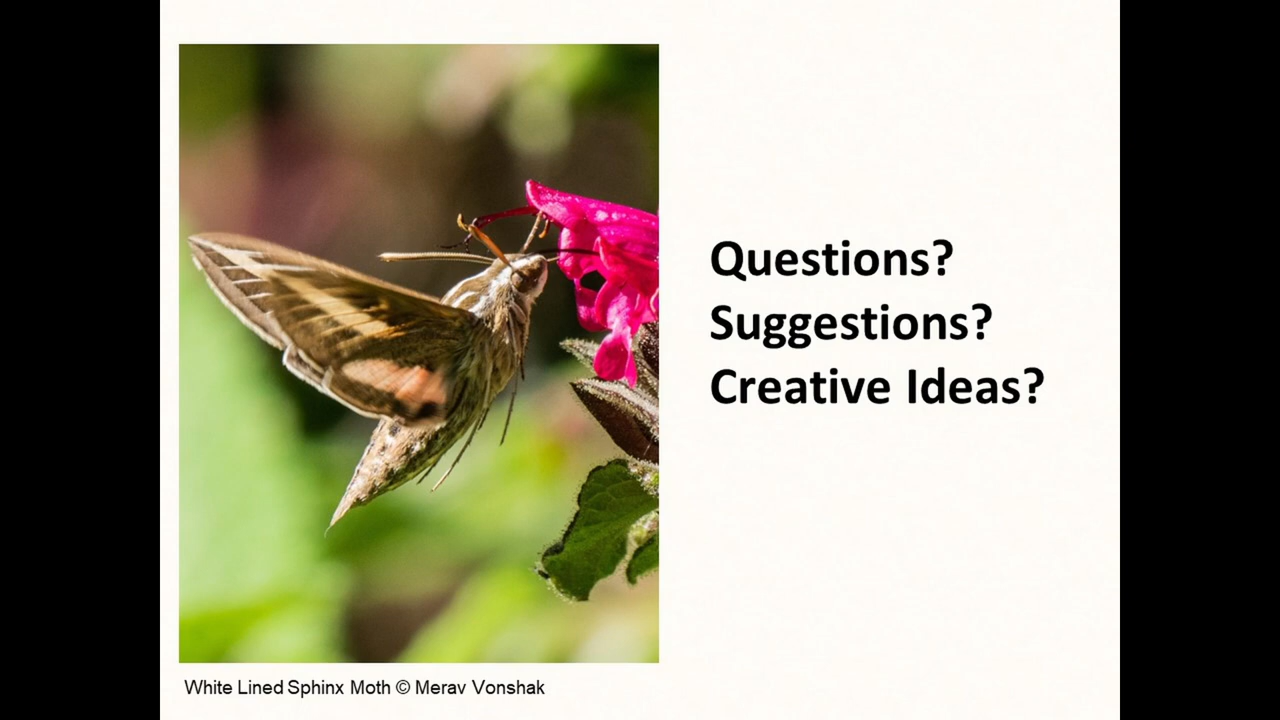 Questions?
Suggestions?
Creative Ideas?
White Lined Sphinx Moth © Merav Vonshak